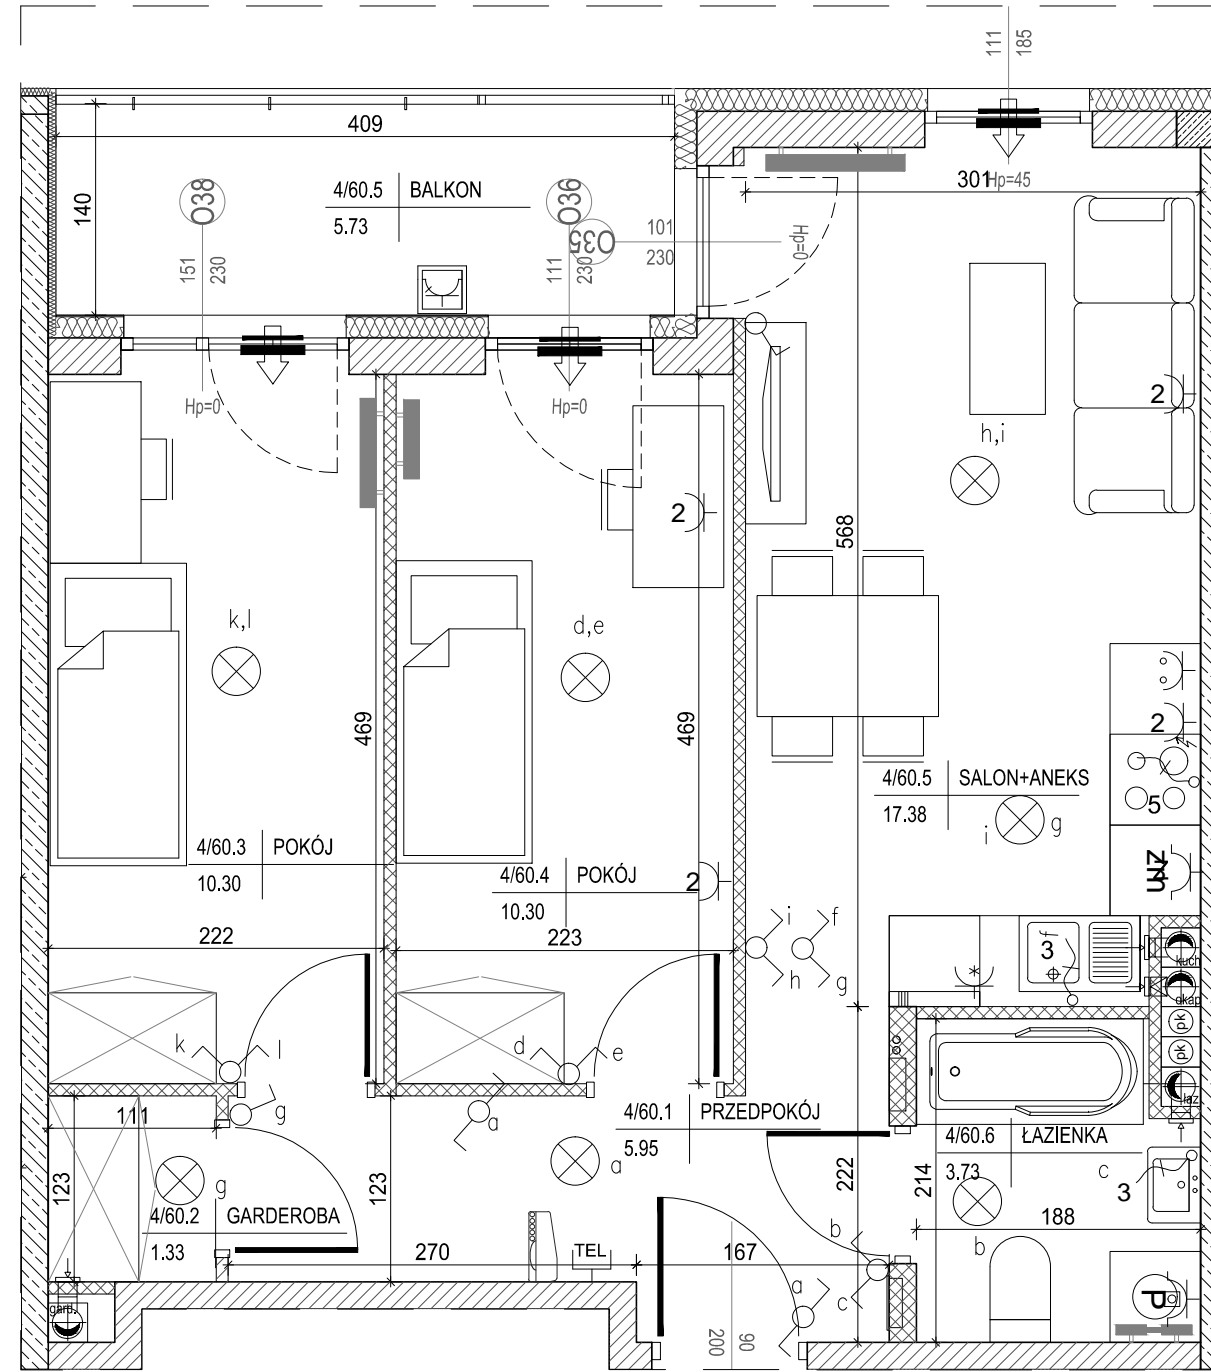 111
185
409
140
O38
O36
O35
4/60.5 BALKON
5.73
101
230
Hp=0
151
230
111
230
Hp=0
Hp=0
301
Hp=45
2
h,i
568
2
k,l
d,e
469
469
2
4/60.5 SALON+ANEKS
17.38
i
g
5
zm
4/60.3 POKÓJ
10.30
4/60.4 POKÓJ
10.30
2
222
223
i
f
h
g
*
3
f
kuch
okap
pk
pk
łaz
k
l
d
e
g
a
111
4/60.1 PRZEDPOKÓJ
5.95
a
4/60.6 ŁAZIENKA
3.73
c
3
123
g
4/60.2 GARDEROBA
1.33
123
222
214
188
270
TEL
167
b
b
c
a
P
gard.
90
200